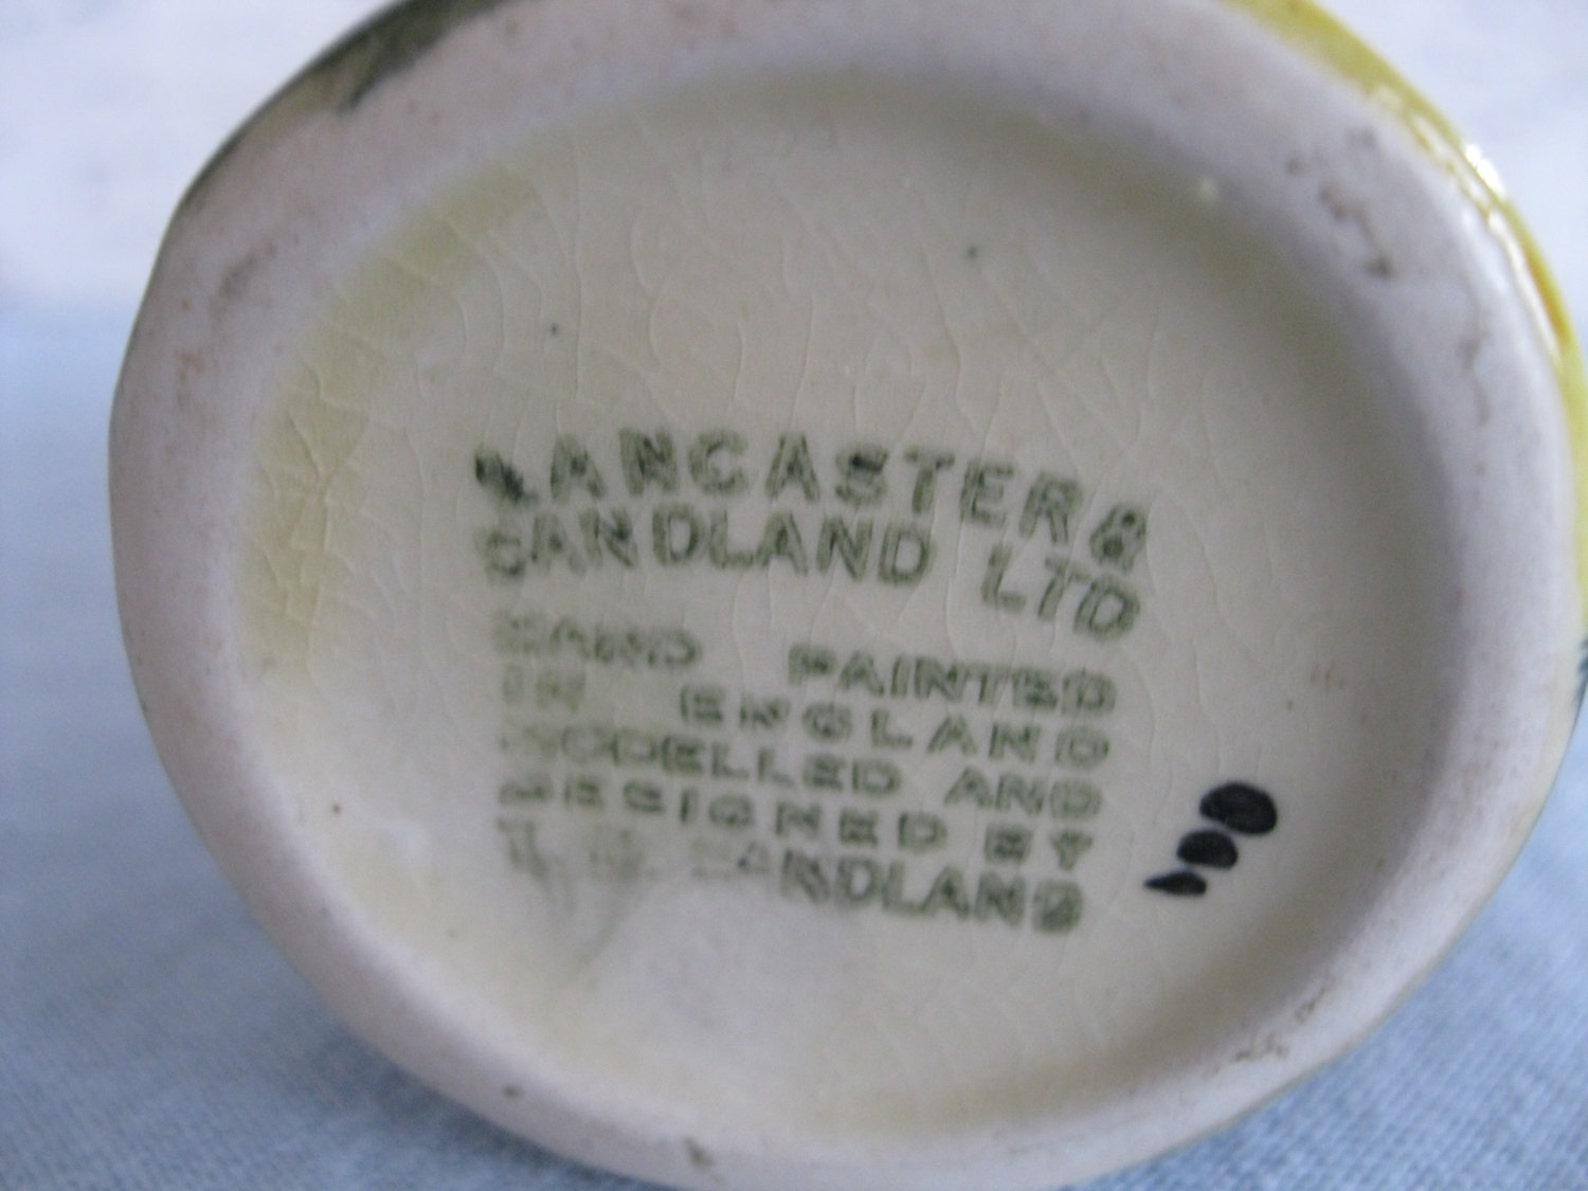 LANCASTER &
SANDLAND LTD
HAND PAINTED
IN ENGLAND
MODELLED AND
DESIGNED BY
SANDLAND